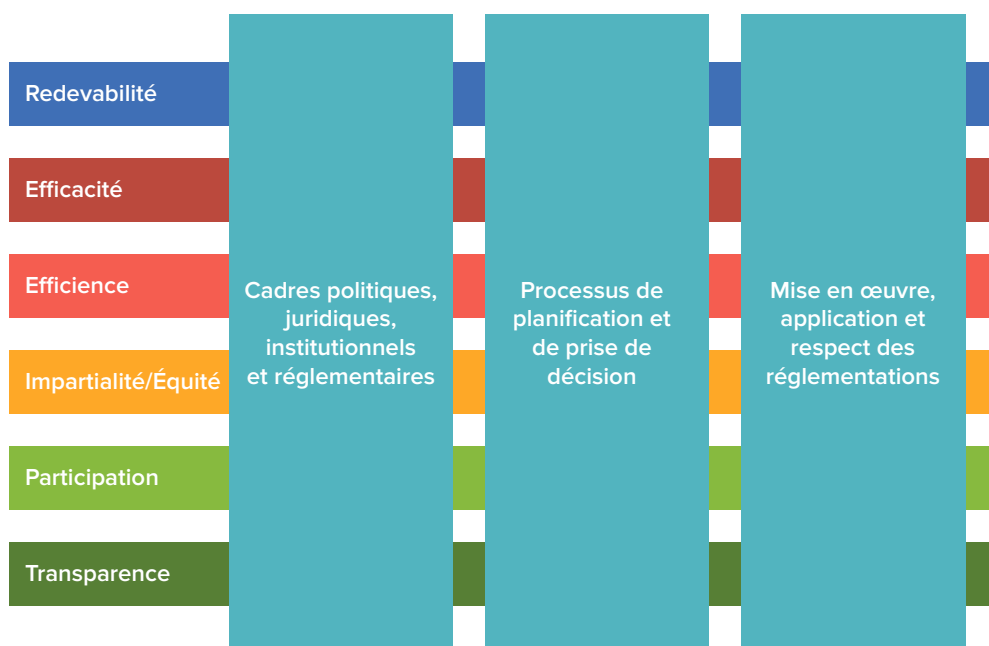 Redevabilité
Efficacité
Efficience
Impartialité/Équité
Participation
Transparence
Cadres politiques,
juridiques,
institutionnels
et réglementaires
Processus de
planification et
de prise de
décision
Mise en œuvre,
application et
respect des
réglementations